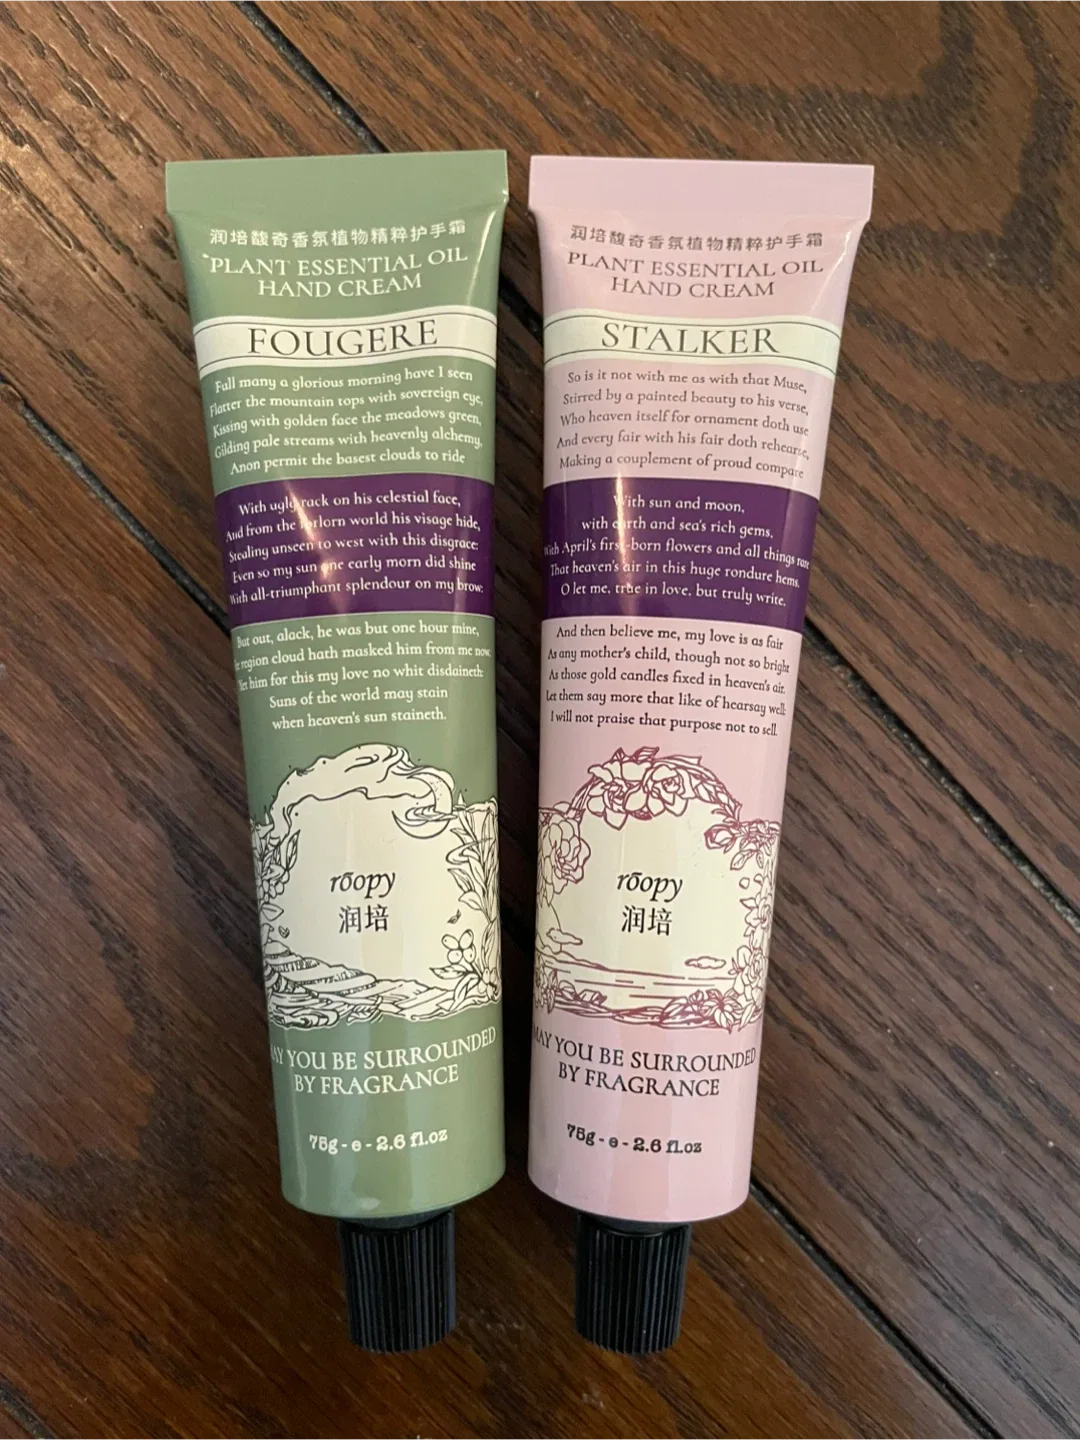 润培馥奇香氛植物精粹护手霜
PLANT ESSENTIAL OIL
HAND CREAM
FOUGERE
Full many a glorious morning have I seen
Flatter the mountain tops with sovereign eye,
Kissing with golden face the meadows green,
Gilding pale streams with heavenly alchemy,
Anon permit the basest clouds to ride
With ugly rack on his celestial face,
And from the forlorn world his visage hide,
Stealing unseen to west with this disgrace:
Even so my sun one early morn did shine
With all-triumphant splendour on my brow:
But out, alack, he was but one hour mine,
region cloud hath masked him from me now.
Yet him for this my love no whit disdaineth:
Suns of the world may stain
when heaven's sun staineth.
rōopy
润培
MAY YOU BE SURROUNDED
BY FRAGRANCE
75g - e - 2.6 fl.oz
润培馥奇香氛植物精粹护手霜
PLANT ESSENTIAL OIL
HAND CREAM
STALKER
So is it not with me as with that Muse,
Stirred by a painted beauty to his verse,
Who heaven itself for ornament doth use
And every fair with his fair doth rehearse,
Making a couplement of proud compare
With sun and moon,
with earth and sea's rich gems,
With April's first-born flowers and all things rare
That heaven's air in this huge rondure hems.
O let me, true in love, but truly write,
And then believe me, my love is as fair
As any mother's child, though not so bright
As those gold candles fixed in heaven's air.
Let them say more that like of hearsay well:
I will not praise that purpose not to sell.
rōopy
润培
MAY YOU BE SURROUNDED
BY FRAGRANCE
75g - e - 2.6 fl.oz